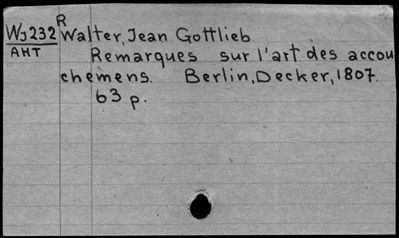 R
WJ232 Walter, Jean Gottlieb
AHT Remarques sur l'art des accou
chemens. Berlin, Decker, 1807.
63 p.